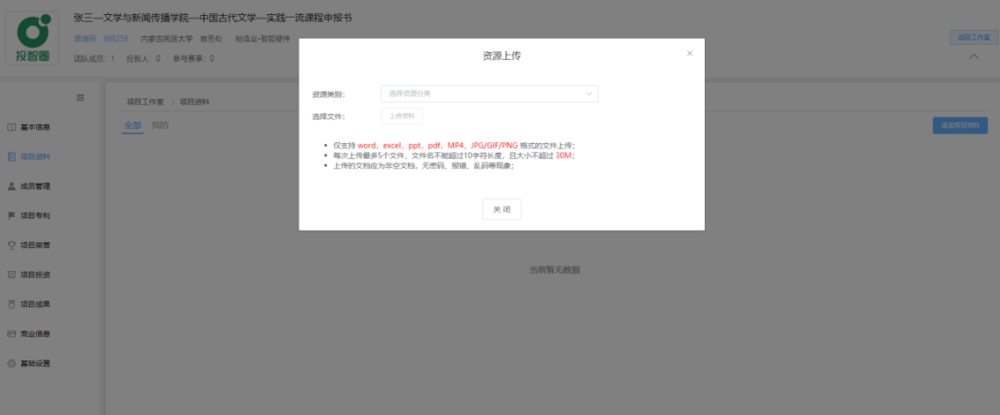 张三—文学与新闻传播学院—中国古代文学—实践一流课程申报书
邀请码：888256 内蒙古民族大学 教务处 制造业-智能硬件
返回工作室
投智圈
团队成员：1 投智人：0 参与赛事：0
资源上传
×
资源类别： 选择资源分类
选择文件： 上传资料
仅支持 word，excel，ppt，pdf，MP4，JPG/GIF/PNG 格式的文件上传；
每次上传最多5个文件，文件名不能超过10字符长度，且大小不超过 30M；
上传的文档应为非空文档，无密码、报错、乱码等现象；
关 闭
项目工作室 > 项目资料
全部 我的
添加项目资料
当前暂无数据
基本信息
项目资料
成员管理
项目专利
项目荣誉
项目投资
项目成果
商业信息
基础设置